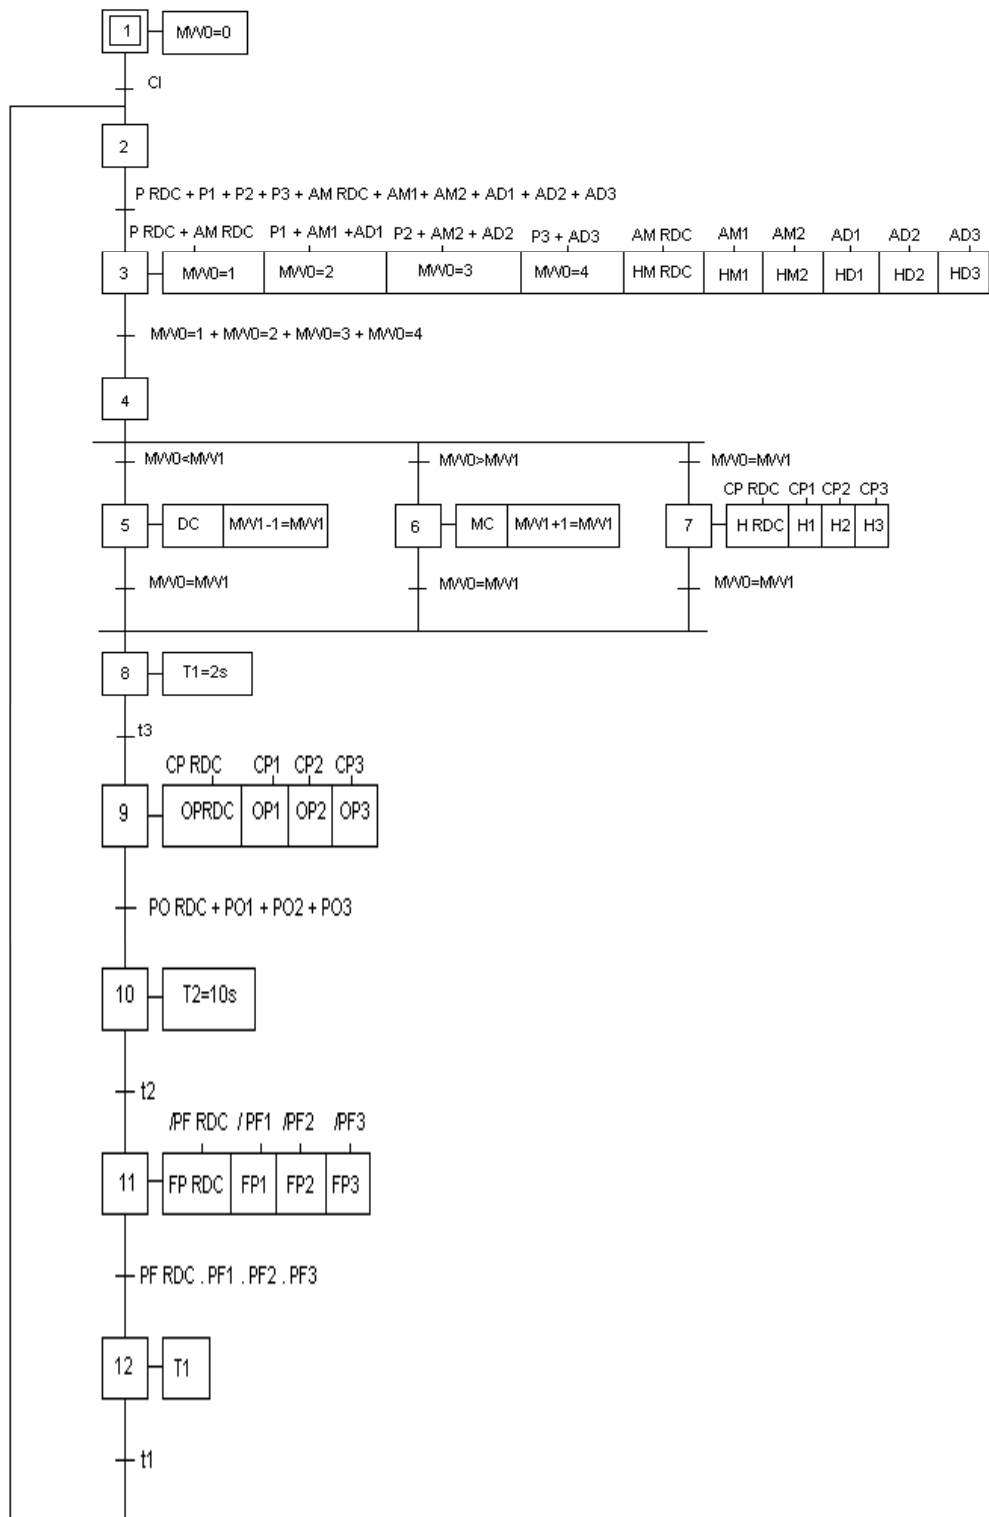 1 MW0=0
CI
2
P RDC + P1 + P2 + P3 + AM RDC + AM1+ AM2 + AD1 + AD2 + AD3
P RDC + AM RDC P1 + AM1 +AD1 P2 + AM2 + AD2 P3 + AD3 AM RDC AM1 AM2 AD1 AD2 AD3
3 MW0=1 MW0=2 MW0=3 MW0=4 HM RDC HM1 HM2 HD1 HD2 HD3
MW0=1 + MW0=2 + MW0=3 + MW0=4
4
MW0<MW1 MW0>MW1 MW0=MW1
CP RDC CP1 CP2 CP3
5 DC MW1-1=MW1 6 MC MW1+1=MW1 7 H RDC H1 H2 H3
MW0=MW1 MW0=MW1 MW0=MW1
8 T1=2s
t3
CP RDC CP1 CP2 CP3
9 OPRDC OP1 OP2 OP3
PO RDC + PO1 + PO2 + PO3
10 T2=10s
t2
/PF RDC / PF1 /PF2 /PF3
11 FP RDC FP1 FP2 FP3
PF RDC . PF1 . PF2 . PF3
12 T1
t1